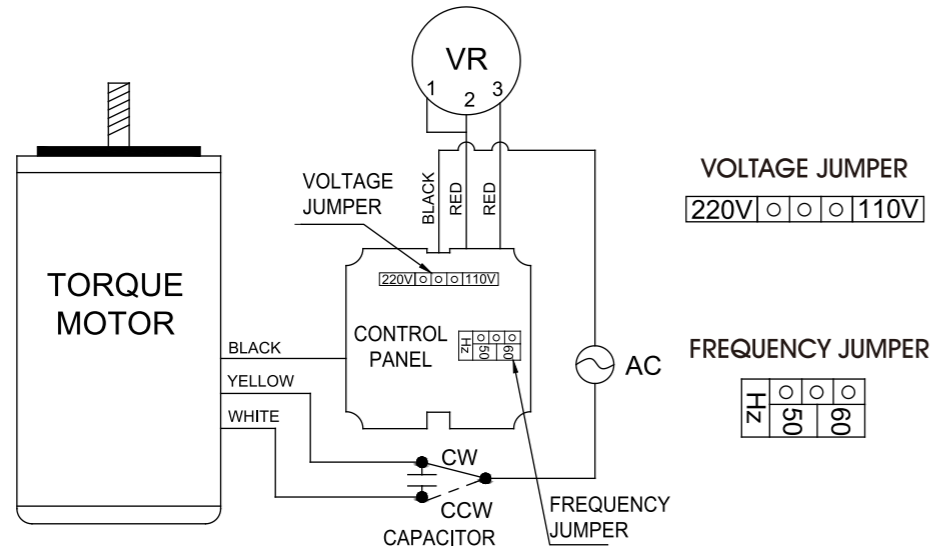 VR
1
2
3
VOLTAGE
JUMPER
BLACK
RED
RED
VOLTAGE JUMPER
220V
110V
TORQUE
MOTOR
220V
110V
CONTROL
PANEL
Hz
50
60
BLACK
YELLOW
WHITE
AC
FREQUENCY JUMPER
Hz
50
60
CW
CCW
CAPACITOR
FREQUENCY
JUMPER